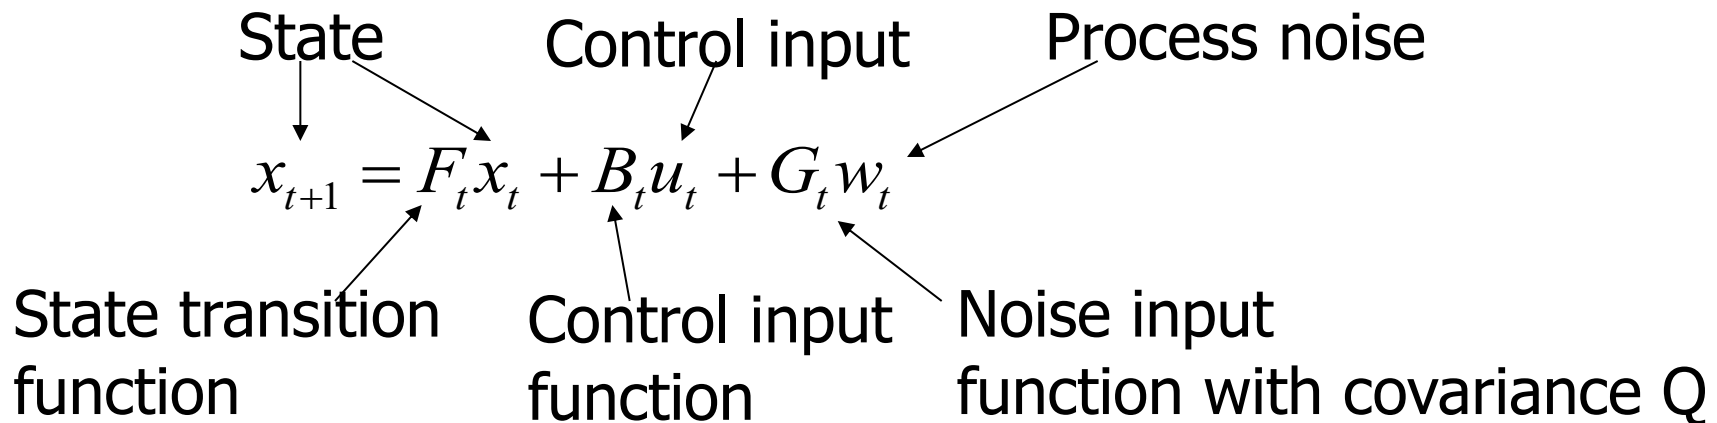 State Control input Process noise
x_{t+1} = F_t x_t + B_t u_t + G_t w_t
State transition Control input Noise input
function function function with covariance Q